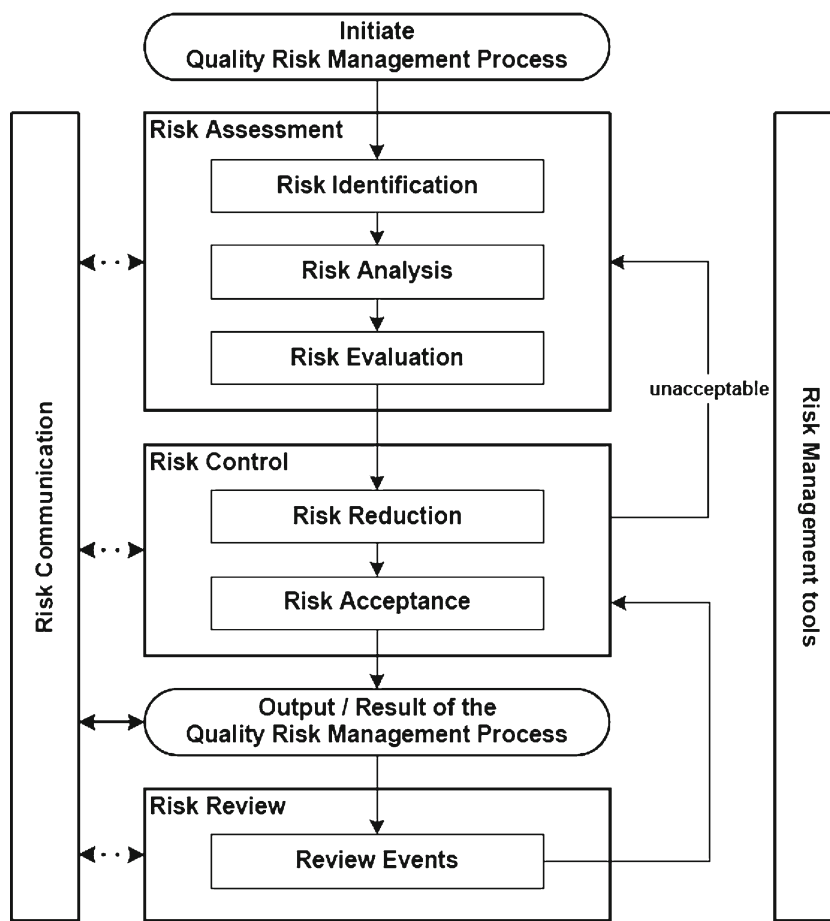 Initiate
Quality Risk Management Process
Risk Assessment
Risk Identification
Risk Analysis
Risk Evaluation
unacceptable
Risk Control
Risk Reduction
Risk Acceptance
Output / Result of the
Quality Risk Management Process
Risk Review
Review Events
Risk Communication
Risk Management tools